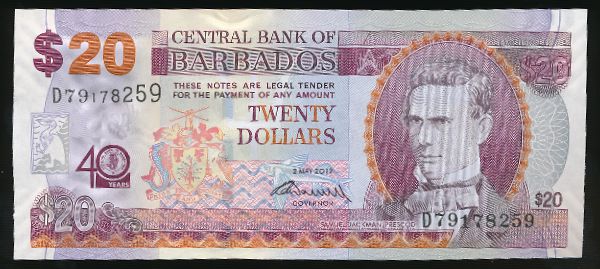 $20
CENTRAL BANK OF
BARBADOS
$20
D79178259
THESE NOTES ARE LEGAL TENDER
FOR THE PAYMENT OF ANY AMOUNT
TWENTY
DOLLARS
40
YEARS
2 MAY 2012
GOVERNOR
$20
$20
SAMUEL JACKMAN PRESCOD
D79178259